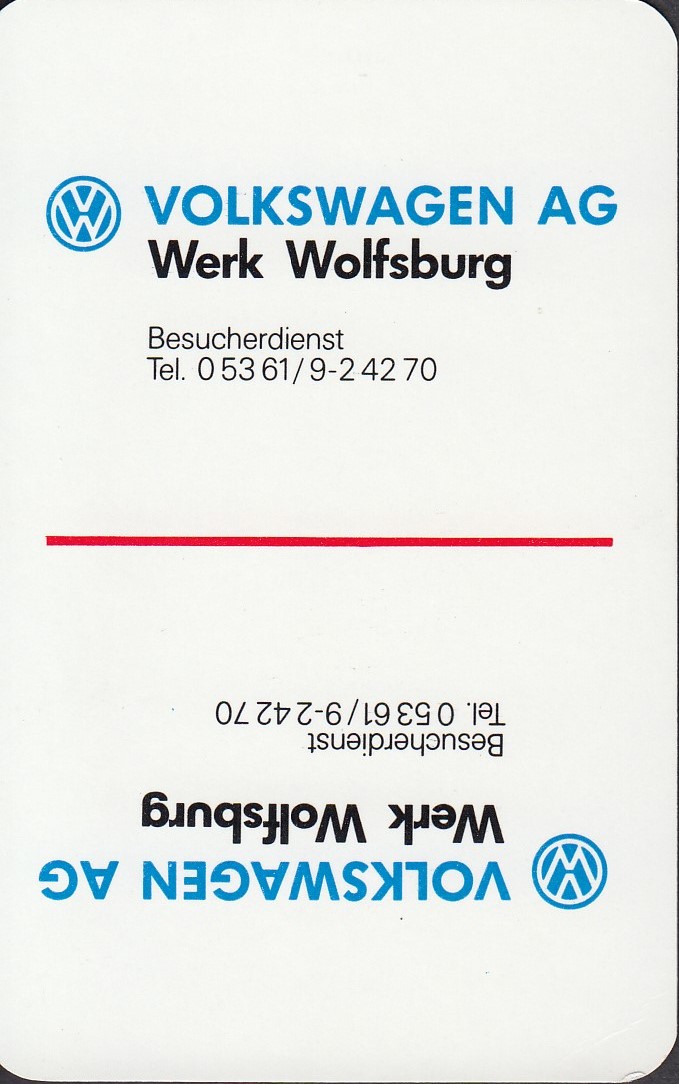 VOLKSWAGEN AG
Werk Wolfsburg
Besucherdienst
Tel. 0 53 61/9-2 42 70
VOLKSWAGEN AG
Werk Wolfsburg
Besucherdienst
Tel. 0 53 61/9-2 42 70